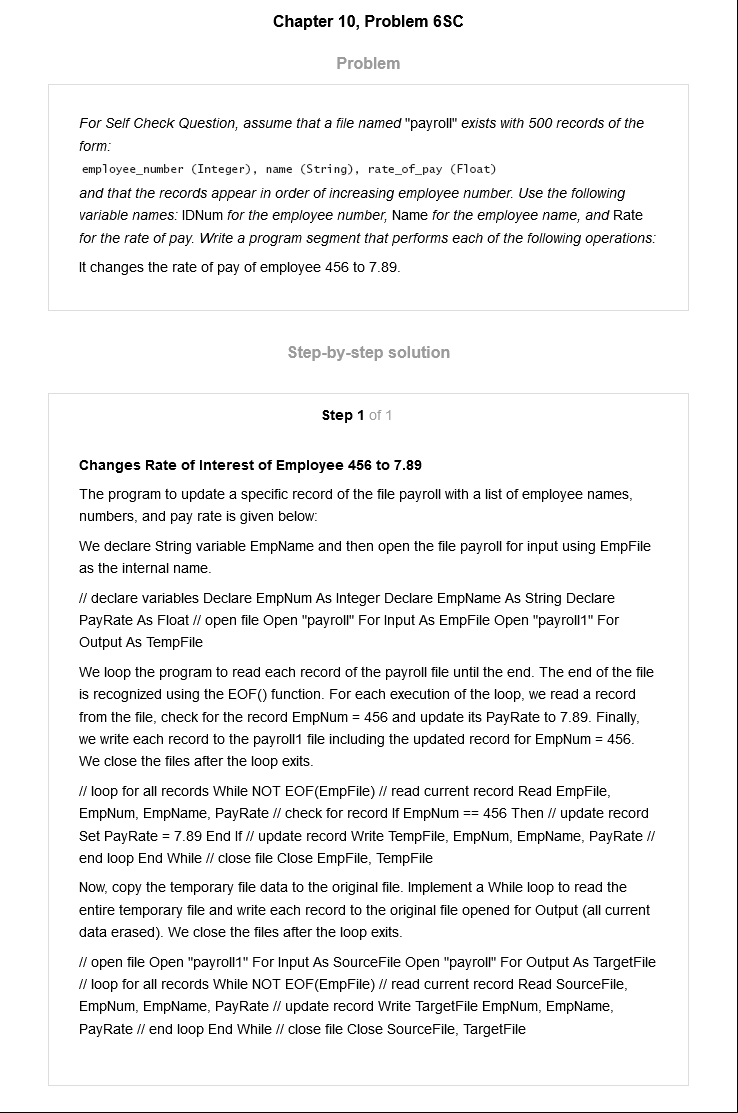 Chapter 10, Problem 6SC
Problem
For Self Check Question, assume that a file named "payroll" exists with 500 records of the
form:
employee_number (Integer), name (String), rate_of_pay (Float)
and that the records appear in order of increasing employee number. Use the following
variable names: IDNum for the employee number, Name for the employee name, and Rate
for the rate of pay. Write a program segment that performs each of the following operations:
It changes the rate of pay of employee 456 to 7.89.
Step-by-step solution
Step 1 of 1
Changes Rate of Interest of Employee 456 to 7.89
The program to update a specific record of the file payroll with a list of employee names,
numbers, and pay rate is given below:
We declare String variable EmpName and then open the file payroll for input using EmpFile
as the internal name.
// declare variables Declare EmpNum As Integer Declare EmpName As String Declare
PayRate As Float // open file Open "payroll" For Input As EmpFile Open "payroll1" For
Output As TempFile
We loop the program to read each record of the payroll file until the end. The end of the file
is recognized using the EOF() function. For each execution of the loop, we read a record
from the file, check for the record EmpNum = 456 and update its PayRate to 7.89. Finally,
we write each record to the payroll1 file including the updated record for EmpNum = 456.
We close the files after the loop exits.
// loop for all records While NOT EOF(EmpFile) // read current record Read EmpFile,
EmpNum, EmpName, PayRate // check for record If EmpNum == 456 Then // update record
Set PayRate = 7.89 End If // update record Write TempFile, EmpNum, EmpName, PayRate //
end loop End While // close file Close EmpFile, TempFile
Now, copy the temporary file data to the original file. Implement a While loop to read the
entire temporary file and write each record to the original file opened for Output (all current
data erased). We close the files after the loop exits.
// open file Open "payroll1" For Input As SourceFile Open "payroll" For Output As TargetFile
// loop for all records While NOT EOF(EmpFile) // read current record Read SourceFile,
EmpNum, EmpName, PayRate // update record Write TargetFile EmpNum, EmpName,
PayRate // end loop End While // close file Close SourceFile, TargetFile